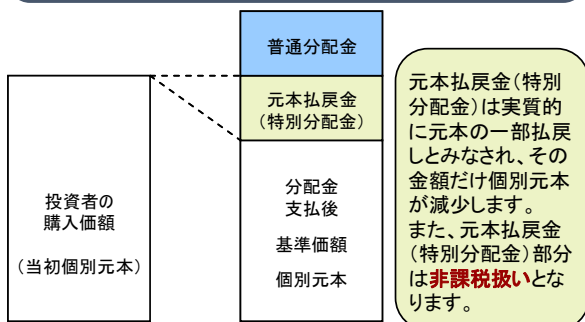 普通分配金
元本払戻金
(特別分配金)
投資者の
購入価額
(当初個別元本)
分配金
支払後
基準価額
個別元本
元本払戻金(特別
分配金)は実質的
に元本の一部払戻
しとみなされ、その
金額だけ個別元本
が減少します。
また、元本払戻金
(特別分配金)部分
は非課税扱いとな
ります。